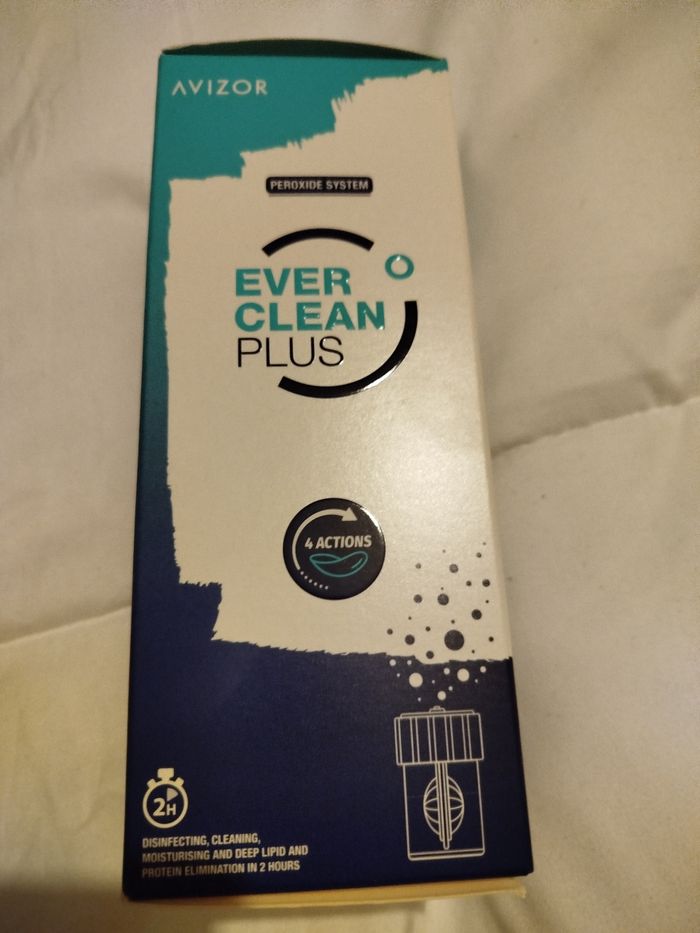 AVIZOR
PEROXIDE SYSTEM
EVER
CLEAN
PLUS
4 ACTIONS
2H
DISINFECTING, CLEANING,
MOISTURISING AND DEEP LIPID AND
PROTEIN ELIMINATION IN 2 HOURS